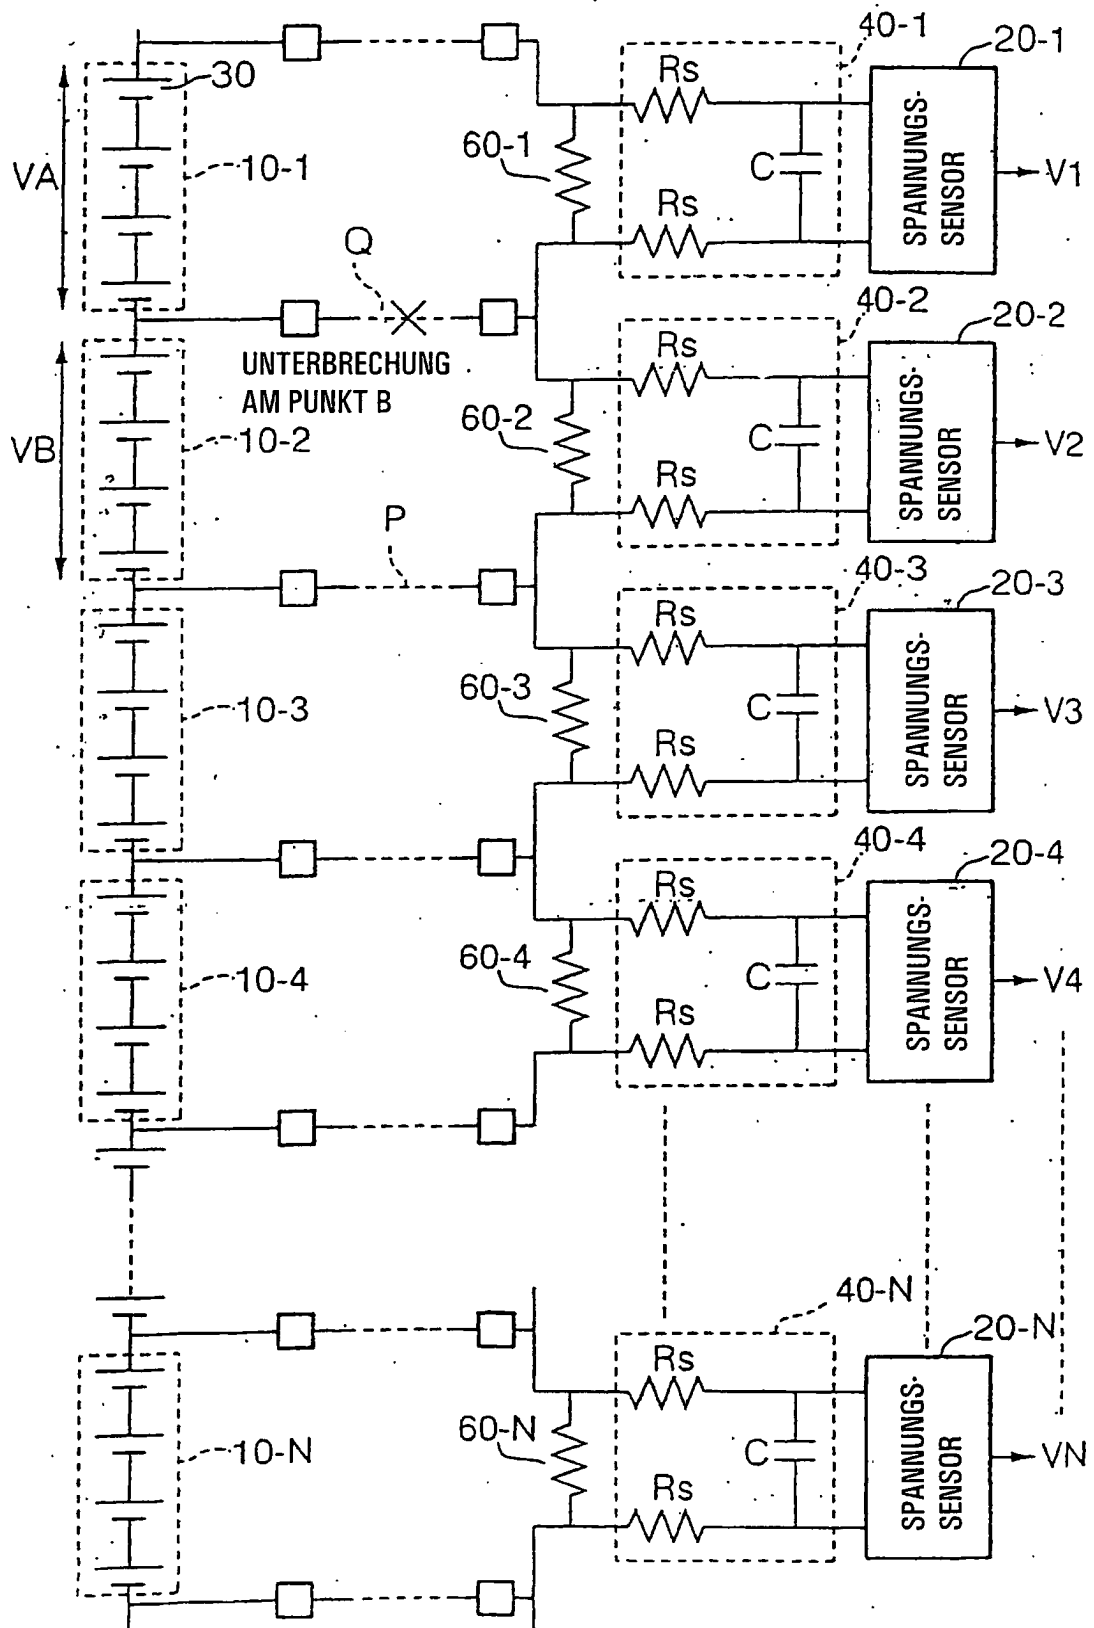 40-1
20-1
30
Rs
60-1
C
SPANNUNGS-
SENSOR
V1
VA
10-1
Rs
Q
40-2
20-2
UNTERBRECHUNG
AM PUNKT B
Rs
60-2
C
SPANNUNGS-
SENSOR
V2
VB
10-2
Rs
P
40-3
20-3
Rs
60-3
C
SPANNUNGS-
SENSOR
V3
10-3
Rs
40-4
20-4
Rs
60-4
C
SPANNUNGS-
SENSOR
V4
10-4
Rs
40-N
20-N
Rs
60-N
C
SPANNUNGS-
SENSOR
VN
10-N
Rs